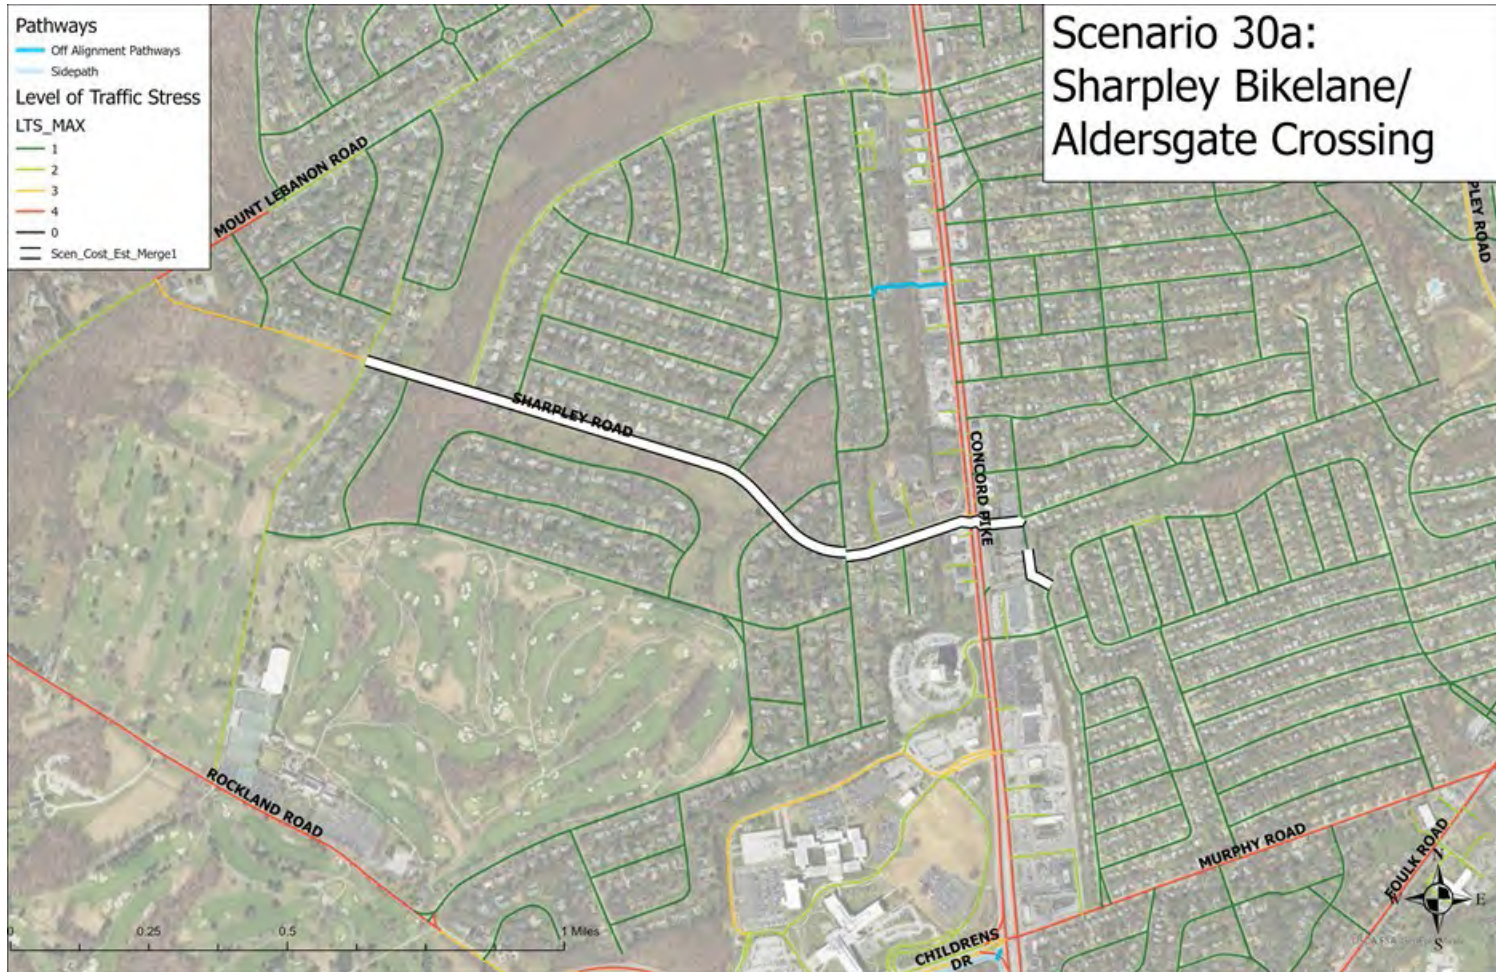 Pathways
Off Alignment Pathways
Sidepath
Level of Traffic Stress
LTS_MAX
1
2
3
4
0
Scen_Cost_Est_Merge1
Scenario 30a:
Sharpley Bikelane/
Aldersgate Crossing
MOUNT LEBANON ROAD
PLEY ROAD
SHARPLEY ROAD
CONCORD PIKE
ROCKLAND ROAD
MURPHY ROAD
FOULK ROAD
CHILDRENS
DR
0
0.25
0.5
1 Miles
E
S